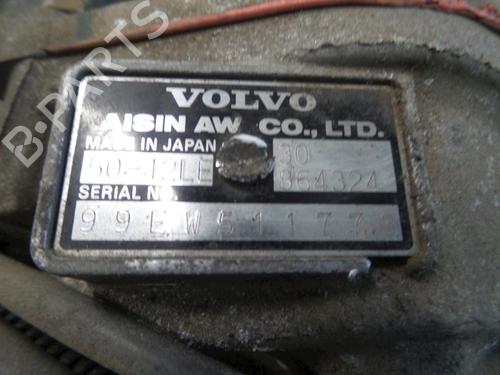 VOLVO
AISIN AW CO., LTD.
MADE IN JAPAN 30
50-42LE 864324
SERIAL NO.
99EW51177
B-PARTS